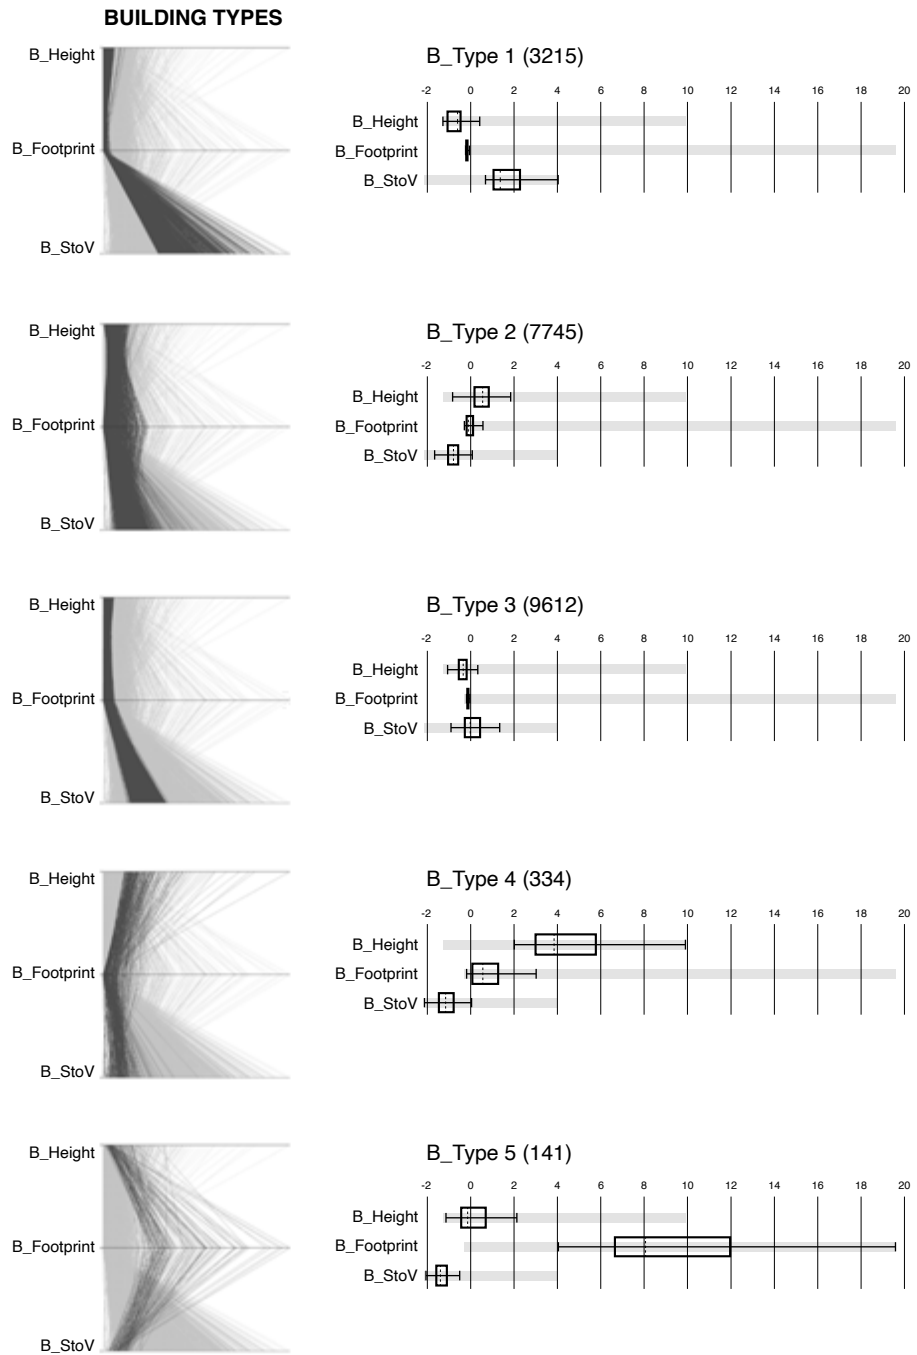 BUILDING TYPES
B_Height
B_Footprint
B_StoV
B_Type 1 (3215)
-2 0 2 4 6 8 10 12 14 16 18 20
B_Height
B_Footprint
B_StoV
B_Height
B_Footprint
B_StoV
B_Type 2 (7745)
-2 0 2 4 6 8 10 12 14 16 18 20
B_Height
B_Footprint
B_StoV
B_Height
B_Footprint
B_StoV
B_Type 3 (9612)
-2 0 2 4 6 8 10 12 14 16 18 20
B_Height
B_Footprint
B_StoV
B_Height
B_Footprint
B_StoV
B_Type 4 (334)
-2 0 2 4 6 8 10 12 14 16 18 20
B_Height
B_Footprint
B_StoV
B_Height
B_Footprint
B_StoV
B_Type 5 (141)
-2 0 2 4 6 8 10 12 14 16 18 20
B_Height
B_Footprint
B_StoV